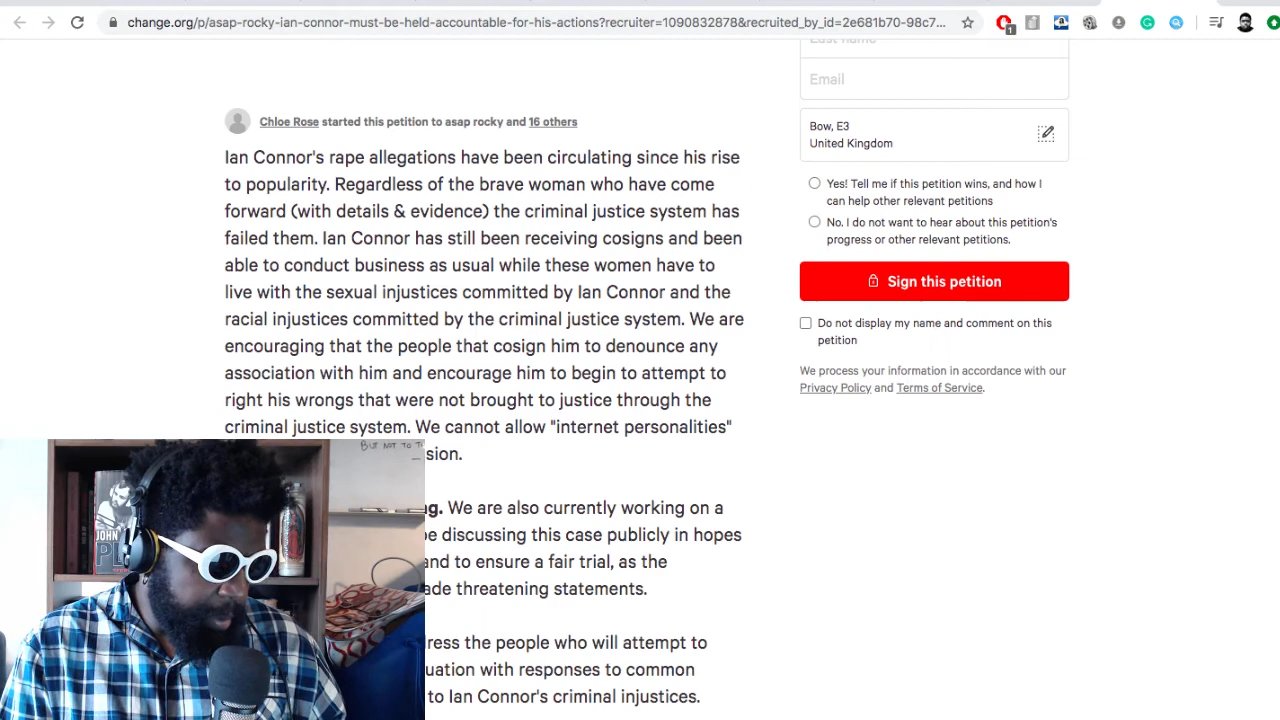 change.org/p/asap-rocky-ian-connor-must-be-held-accountable-for-his-actions?recruiter=1090832878&recruited_by_id=2e681b70-98c7...
1
Last name
Email
Chloe Rose started this petition to asap rocky and 16 others
Ian Connor's rape allegations have been circulating since his rise
to popularity. Regardless of the brave woman who have come
forward (with details & evidence) the criminal justice system has
failed them. Ian Connor has still been receiving cosigns and been
able to conduct business as usual while these women have to
live with the sexual injustices committed by Ian Connor and the
racial injustices committed by the criminal justice system. We are
encouraging that the people that cosign him to denounce any
association with him and encourage him to begin to attempt to
right his wrongs that were not brought to justice through the
criminal justice system. We cannot allow "internet personalities"
sion.
g. We are also currently working on a
be discussing this case publicly in hopes
and to ensure a fair trial, as the
ade threatening statements.
ress the people who will attempt to
uation with responses to common
to Ian Connor's criminal injustices.
Bow, E3
United Kingdom
Yes! Tell me if this petition wins, and how I
can help other relevant petitions
No. I do not want to hear about this petition's
progress or other relevant petitions.
Sign this petition
Do not display my name and comment on this
petition
We process your information in accordance with our
Privacy Policy and Terms of Service.
BUT NOT TO
JOHN